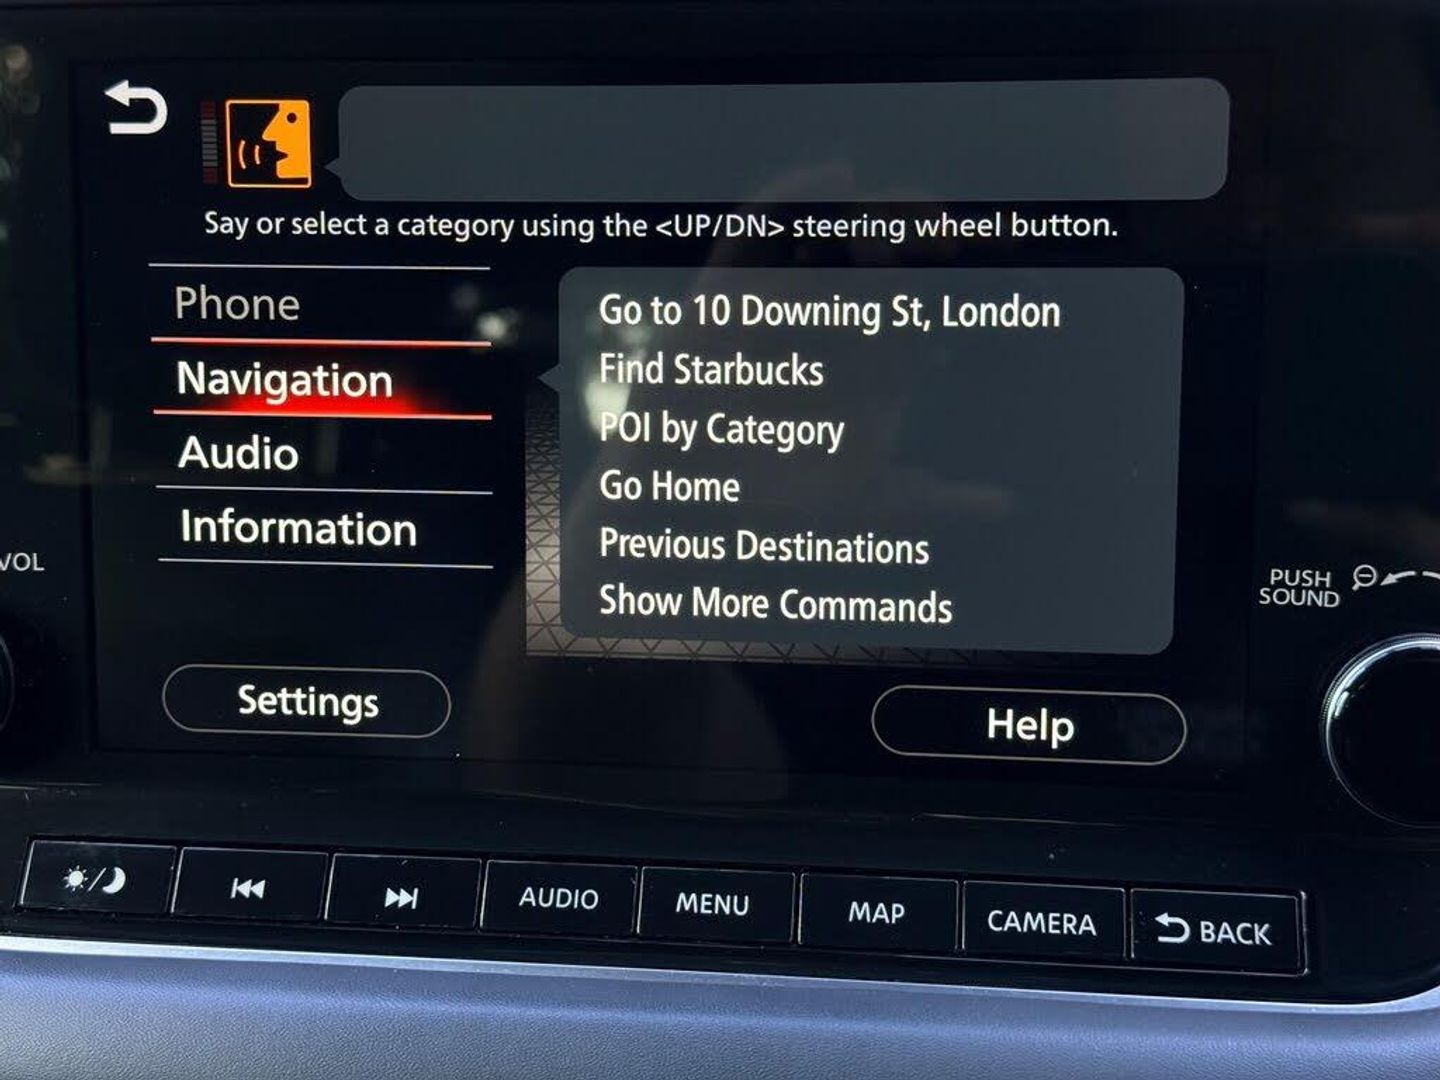 Say or select a category using the <UP/DN> steering wheel button.
Phone
Navigation
Audio
Information
Go to 10 Downing St, London
Find Starbucks
POI by Category
Go Home
Previous Destinations
Show More Commands
Settings
Help
VOL
PUSH
SOUND
AUDIO
MENU
MAP
CAMERA
BACK